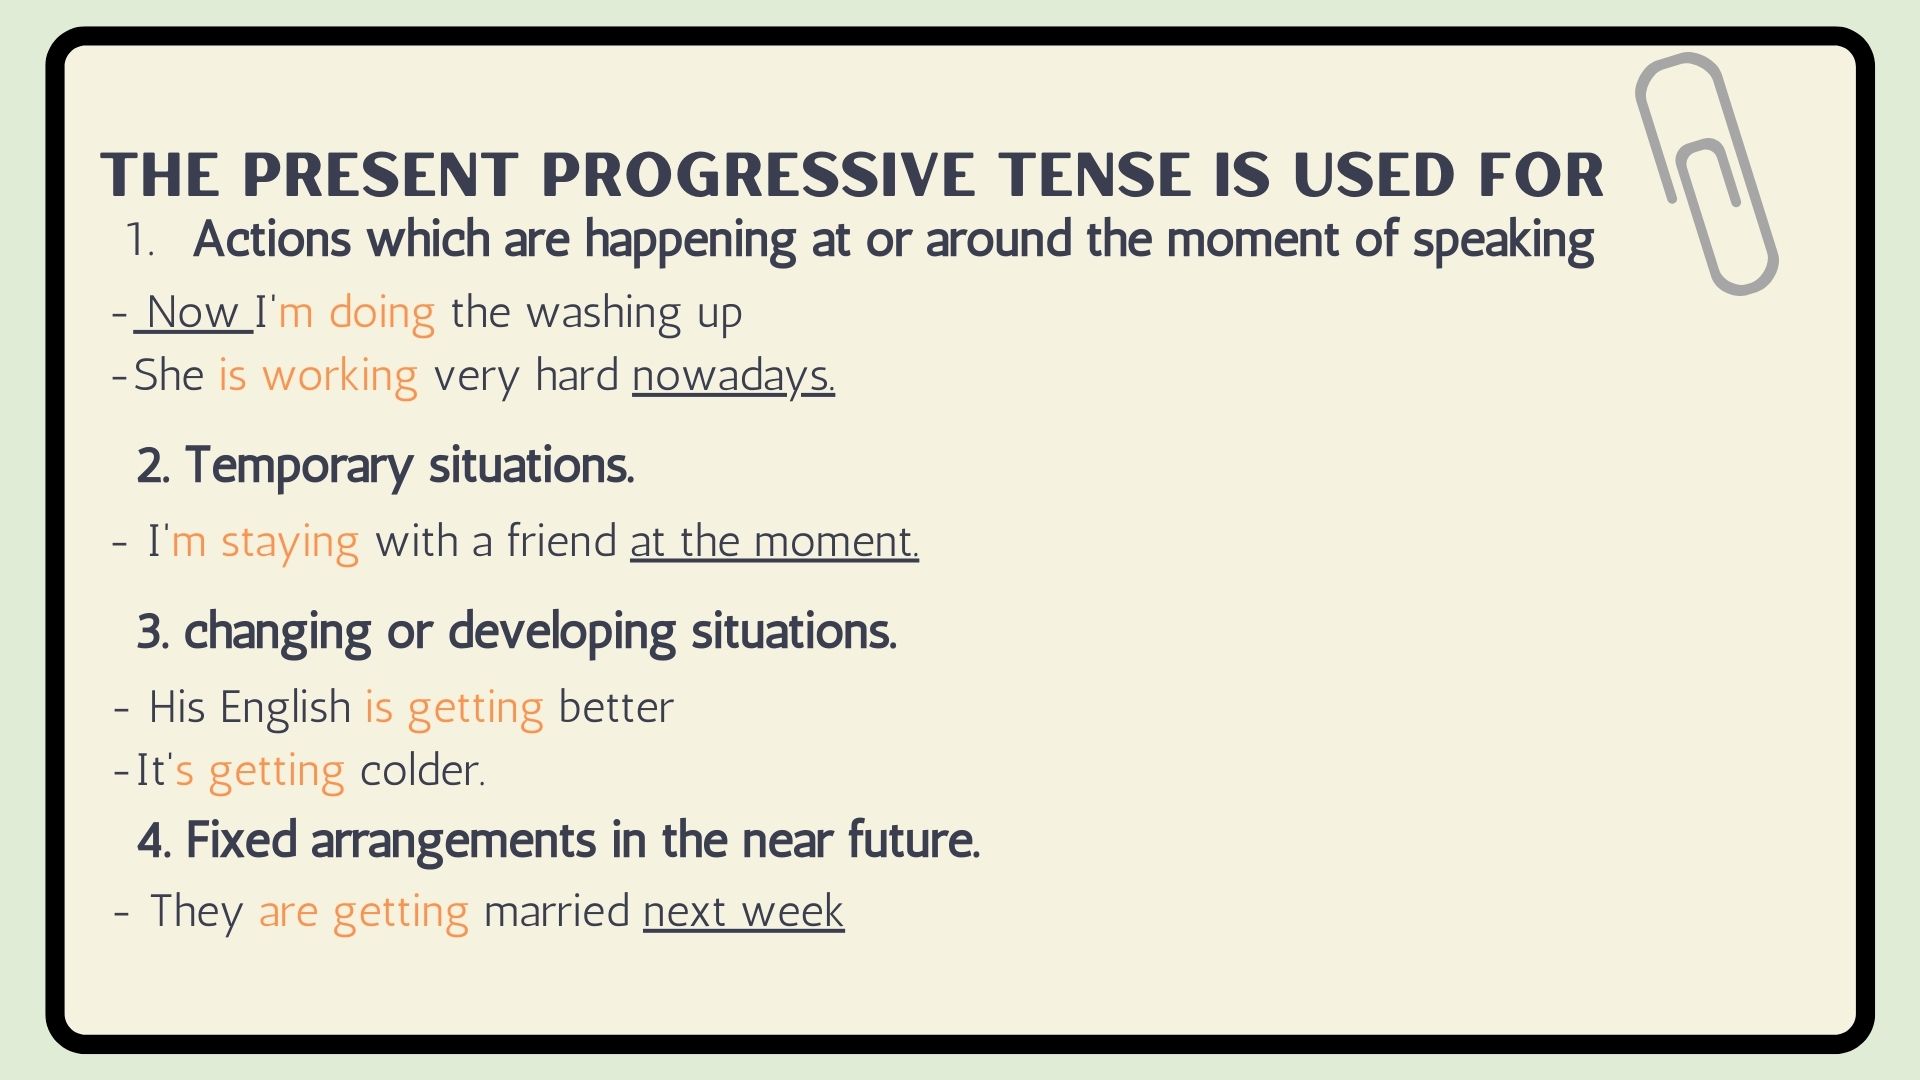 THE PRESENT PROGRESSIVE TENSE IS USED FOR
1. Actions which are happening at or around the moment of speaking
- Now I'm doing the washing up
-She is working very hard nowadays.
2. Temporary situations.
- I'm staying with a friend at the moment.
3. changing or developing situations.
- His English is getting better
-It's getting colder.
4. Fixed arrangements in the near future.
- They are getting married next week